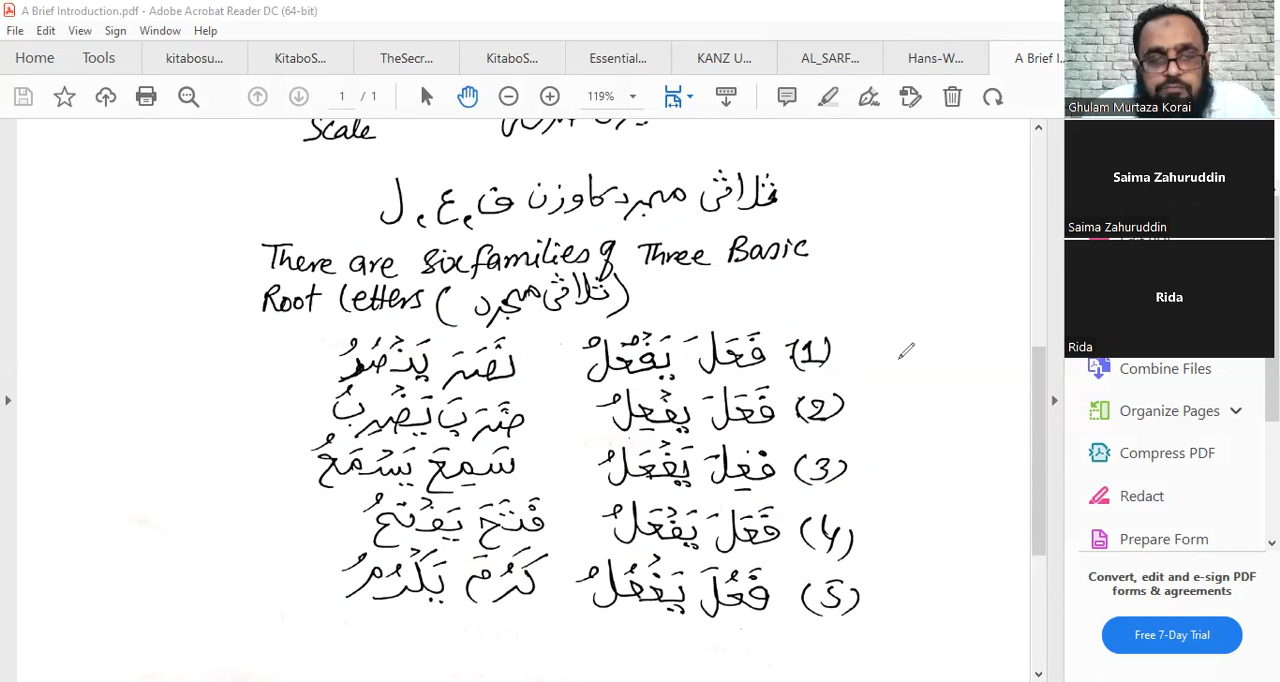 A Brief Introduction.pdf - Adobe Acrobat Reader DC (64-bit)
File Edit View Sign Window Help
Home Tools kitabosu... KitaboS... TheSecr... KitaboS... Essential... KANZ U... AL_SARF... Hans-W... A Brief I...
1 / 1 119%
Scale
ثلاثی مجرد کا وزن ف ، ع ، ل
There are six families of Three Basic
Root Letters (ثلاثی مجرد)
(1) فَعَلَ يَفْعُلُ نَصَرَ يَنْصُرُ
(2) فَعَلَ يَفْعِلُ ضَرَبَ يَضْرِبُ
(3) فَعِلَ يَفْعَلُ سَمِعَ يَسْمَعُ
(4) فَعَلَ يَفْعَلُ فَتَحَ يَفْتَحُ
(5) فَعُلَ يَفْعُلُ كَرُمَ يَكْرُمُ
Ghulam Murtaza Korai
Saima Zahuruddin
Saima Zahuruddin
Rida
Rida
Combine Files
Organize Pages
Compress PDF
Redact
Prepare Form
Convert, edit and e-sign PDF
forms & agreements
Free 7-Day Trial